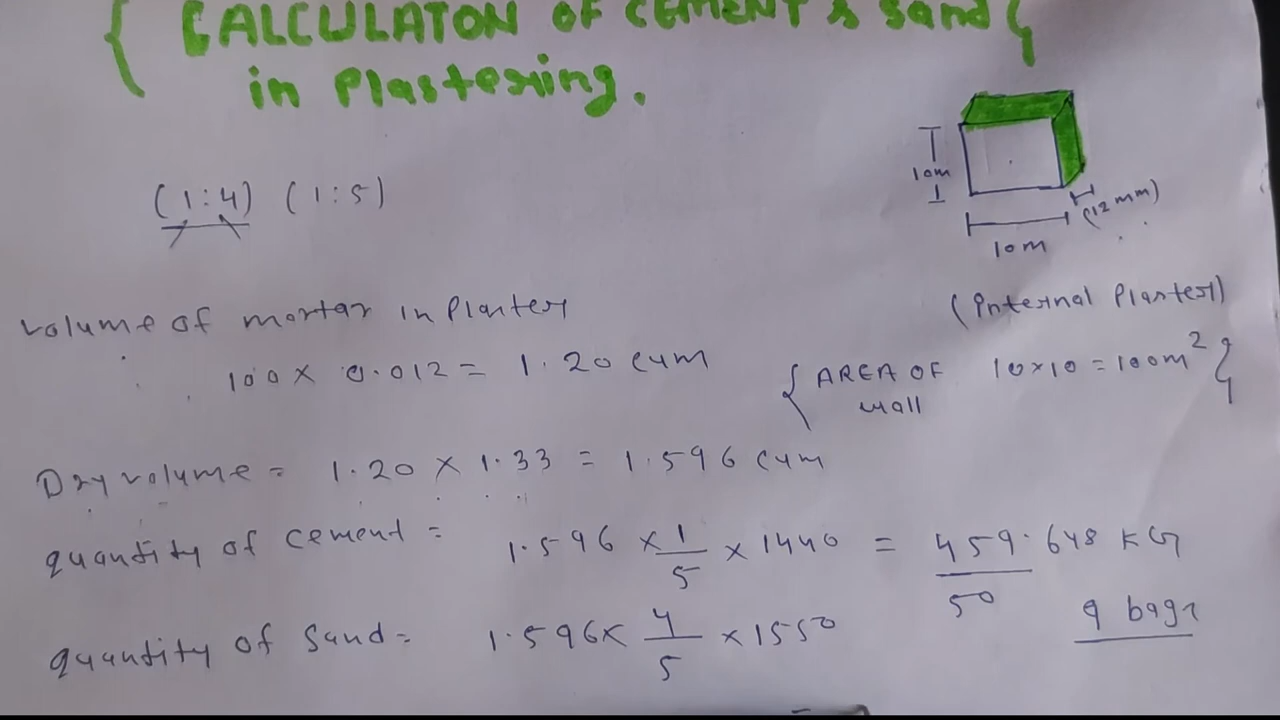 { CALCULATON OF CEMENT & Sand }
in Plastering.
10m
(12 mm)
10m
(1:4) (1:5)
(Internal Plaster)
volume of mortar in Plaster
100 × 0.012 = 1.20 cum
{ AREA OF wall 10×10 = 100m² }
Dry volume = 1.20 × 1.33 = 1.596 cum
quantity of cement = 1.596 × 1/5 × 1440 = 459.648 KG
50
9 bags
quantity of Sand = 1.596 × 4/5 × 1550